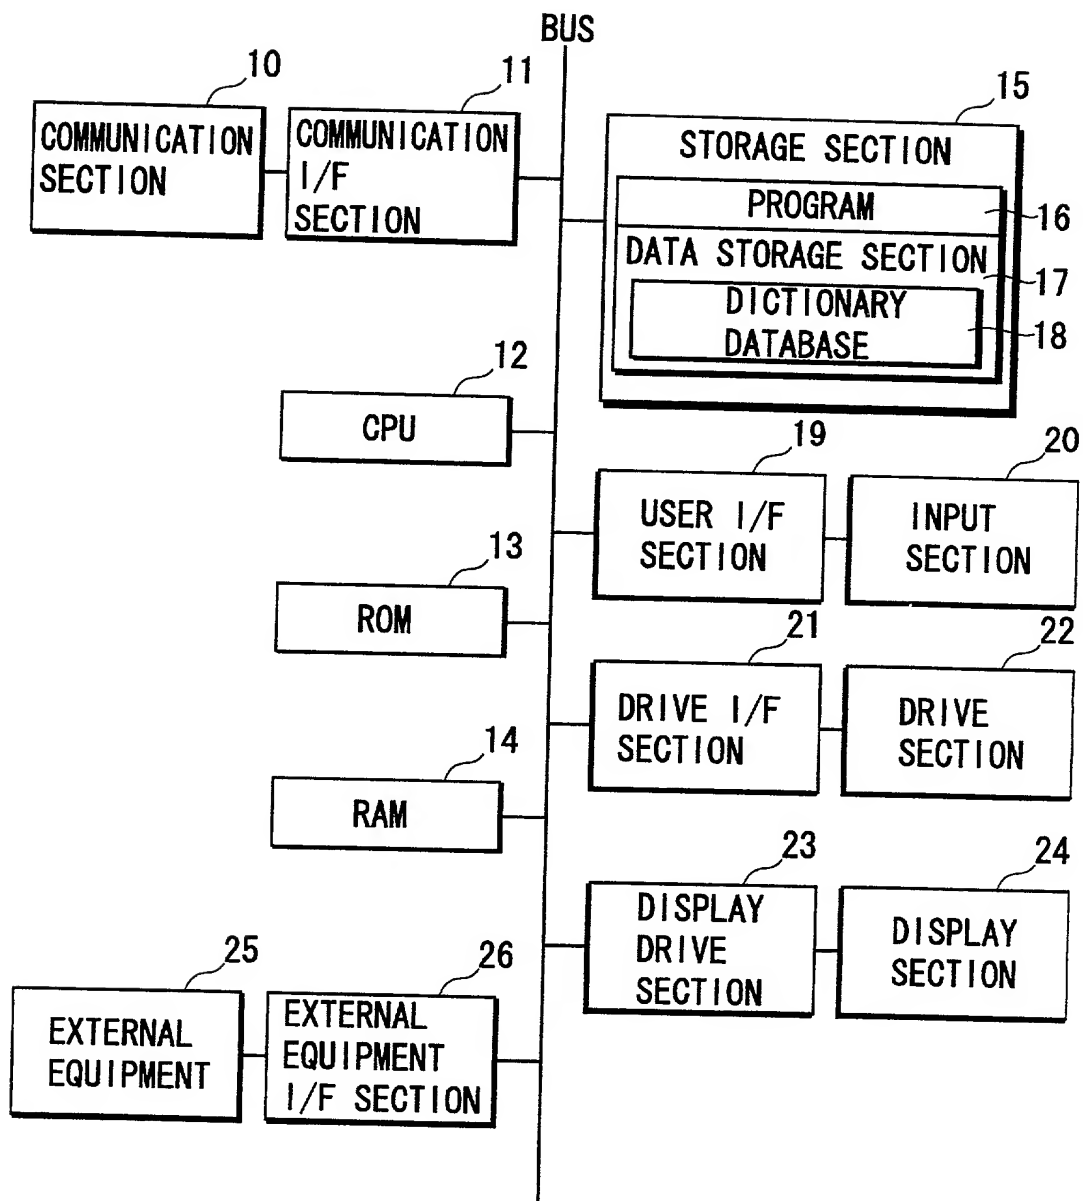 BUS
10
COMMUNICATION
SECTION
11
COMMUNICATION
I/F
SECTION
15
STORAGE SECTION
PROGRAM
16
DATA STORAGE SECTION
17
DICTIONARY
DATABASE
18
12
CPU
19
USER I/F
SECTION
20
INPUT
SECTION
13
ROM
21
DRIVE I/F
SECTION
22
DRIVE
SECTION
14
RAM
23
DISPLAY
DRIVE
SECTION
24
DISPLAY
SECTION
25
EXTERNAL
EQUIPMENT
26
EXTERNAL
EQUIPMENT
I/F SECTION